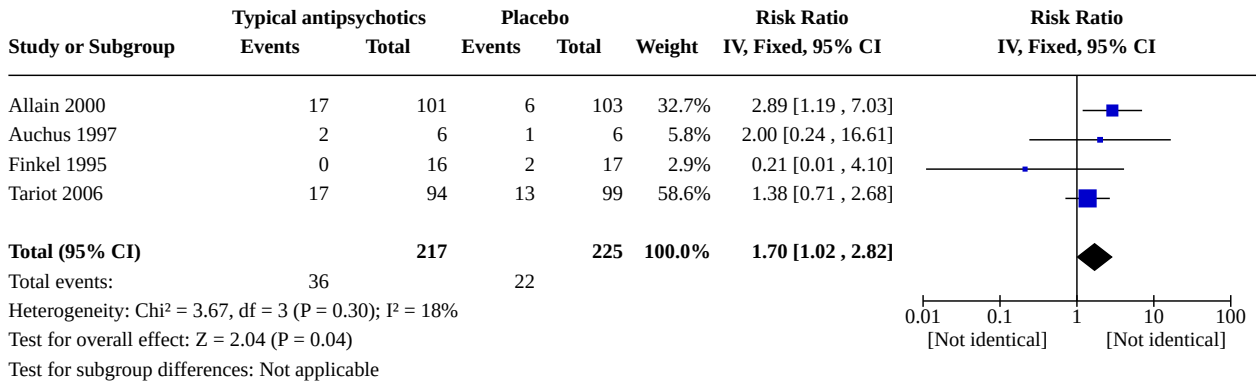 Typical antipsychotics Placebo Risk Ratio Risk Ratio
Study or Subgroup Events Total Events Total Weight IV, Fixed, 95% CI IV, Fixed, 95% CI
Allain 2000 17 101 6 103 32.7% 2.89 [1.19 , 7.03]
Auchus 1997 2 6 1 6 5.8% 2.00 [0.24 , 16.61]
Finkel 1995 0 16 2 17 2.9% 0.21 [0.01 , 4.10]
Tariot 2006 17 94 13 99 58.6% 1.38 [0.71 , 2.68]
Total (95% CI) 217 225 100.0% 1.70 [1.02 , 2.82]
Total events: 36 22
Heterogeneity: Chi² = 3.67, df = 3 (P = 0.30); I² = 18%
0.01 0.1 1 10 100
Test for overall effect: Z = 2.04 (P = 0.04) [Not identical] [Not identical]
Test for subgroup differences: Not applicable